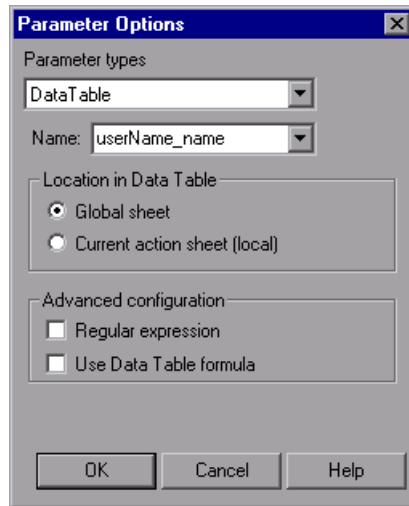 Parameter Options
Parameter types
DataTable
Name: userName_name
Location in Data Table
Global sheet
Current action sheet (local)
Advanced configuration
Regular expression
Use Data Table formula
OK Cancel Help